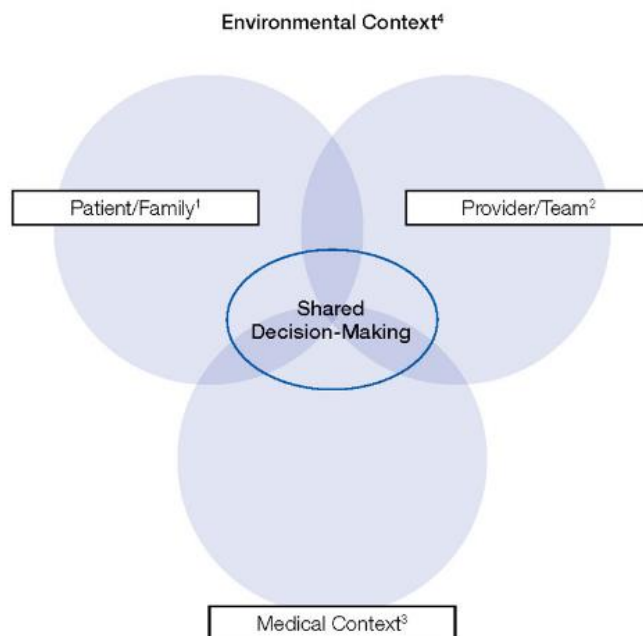 Environmental Context⁴
Patient/Family¹
Provider/Team²
Shared
Decision-Making
Medical Context³